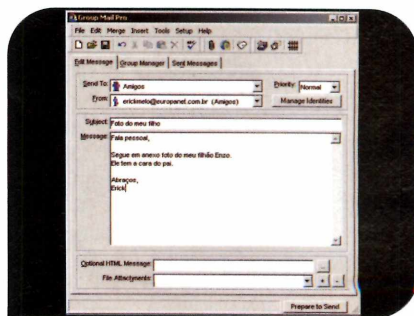 Group Mail Pro
File Edit Merge Insert Tools Setup Help
Edit Message Group Manager Sent Messages
Send To: Amigos Priority: Normal
From: erickmelo@europanet.com.br (Amigos) Manage Identities
Subject: Foto do meu filho
Message: Fala pessoal,
Segue em anexo foto do meu filhão Enzo.
Ele tem a cara do pai.
Abraços,
Erick
Optional HTML Message: ...
File Attachments: + -
Prepare to Send